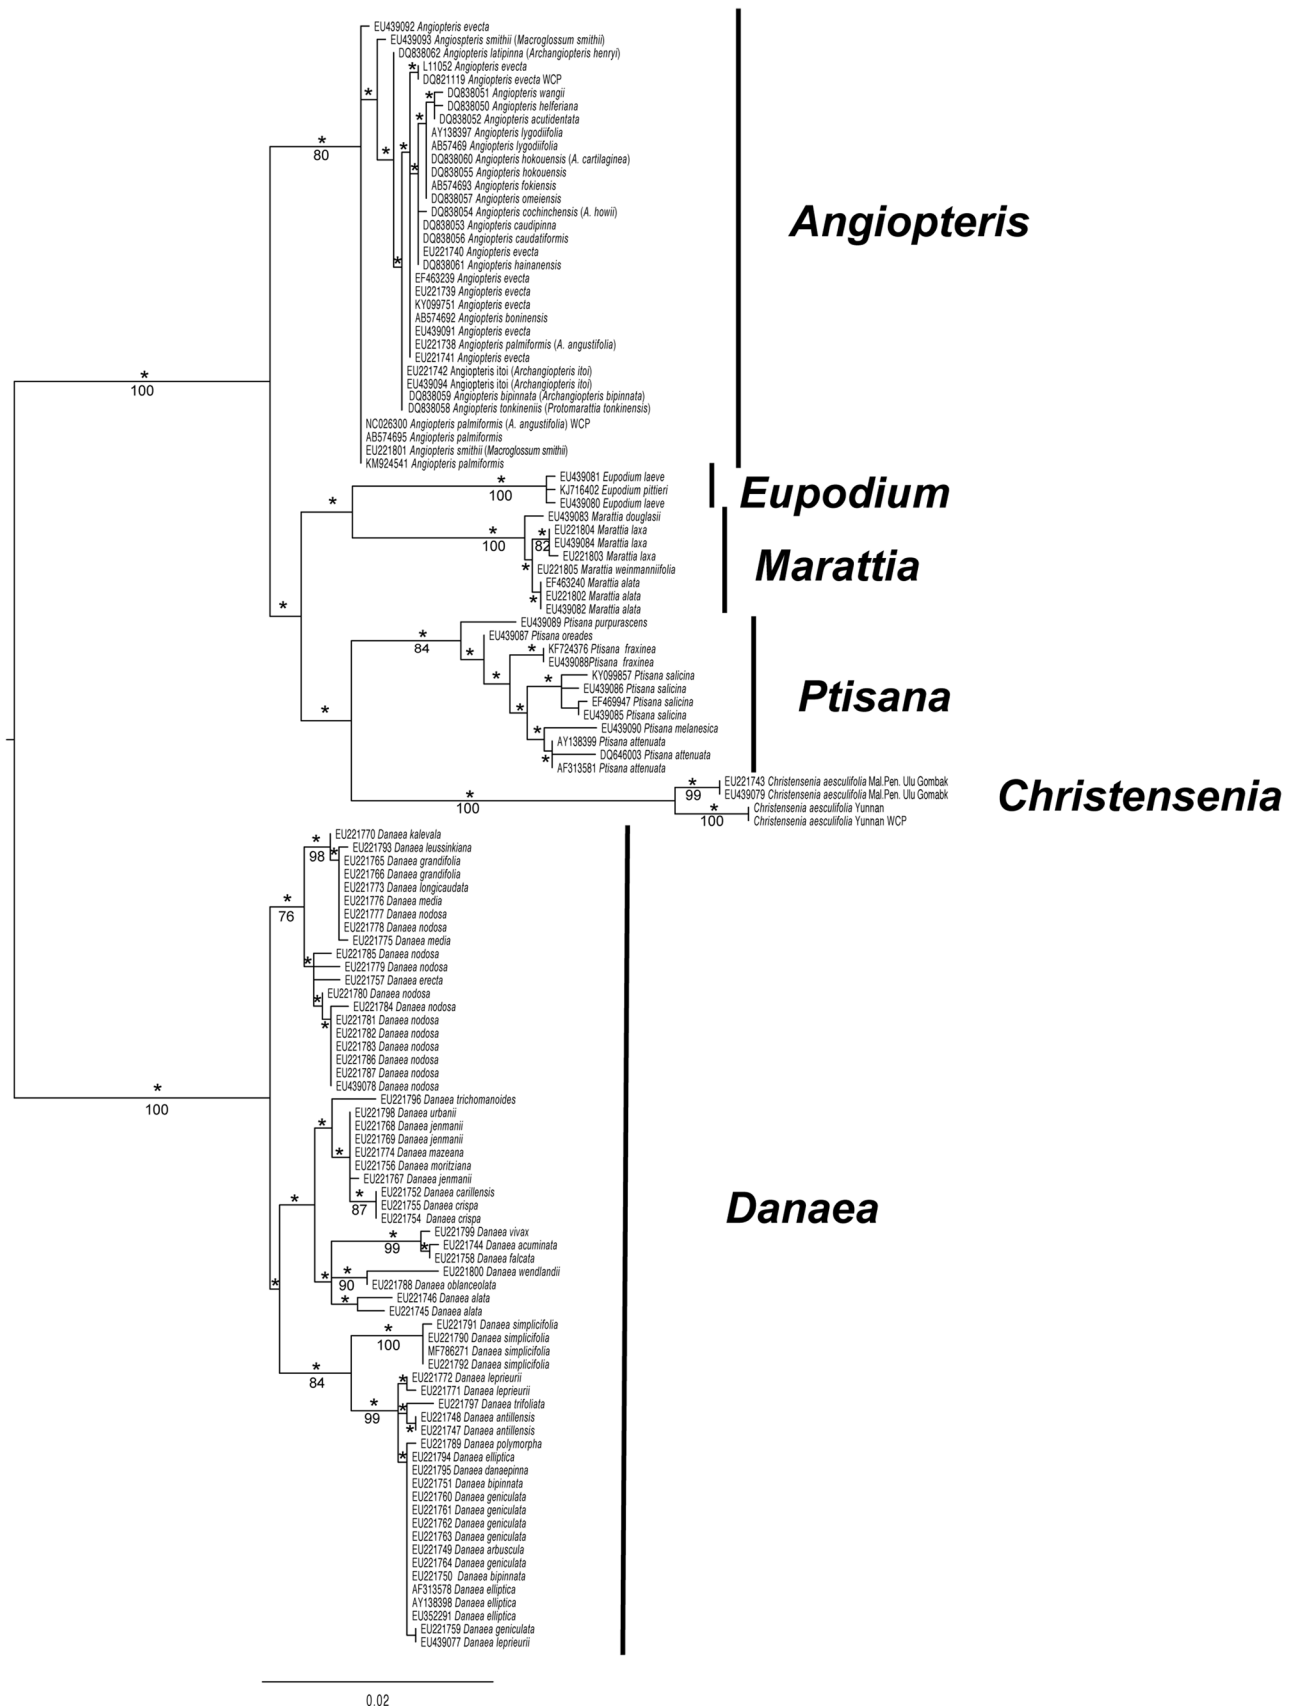 EU439092 Angiopteris evecta
EU439093 Angiospteris smithii (Macroglossum smithii)
DQ838062 Angiopteris latipinna (Archangiopteris henryi)
L11052 Angiopteris evecta
DQ821119 Angiopteris evecta WCP
DQ838051 Angiopteris wangii
DQ838050 Angiopteris helferiana
DQ838052 Angiopteris acutidentata
AY138397 Angiopteris lygodiifolia
AB57469 Angiopteris lygodiifolia
DQ838060 Angiopteris hokouensis (A. cartilaginea)
DQ838055 Angiopteris hokouensis
AB574693 Angiopteris fokiensis
DQ838057 Angiopteris omeiensis
DQ838054 Angiopteris cochinchensis (A. howii)
DQ838053 Angiopteris caudipinna
DQ838056 Angiopteris caudatiformis
EU221740 Angiopteris evecta
DQ838061 Angiopteris hainanensis
EF463239 Angiopteris evecta
EU221739 Angiopteris evecta
KY099751 Angiopteris evecta
AB574692 Angiopteris boninensis
EU439091 Angiopteris evecta
EU221738 Angiopteris palmiformis (A. angustifolia)
EU221741 Angiopteris evecta
EU221742 Angiopteris itoi (Archangiopteris itoi)
EU439094 Angiopteris itoi (Archangiopteris itoi)
DQ838059 Angiopteris bipinnata (Archangiopteris bipinnata)
DQ838058 Angiopteris tonkineniis (Protomarattia tonkinensis)
NC026300 Angiopteris palmiformis (A. angustifolia) WCP
AB574695 Angiopteris palmiformis
EU221801 Angiopteris smithii (Macroglossum smithii)
KM924541 Angiopteris palmiformis
Angiopteris
* 80
* 100
EU439081 Eupodium laeve
KJ716402 Eupodium pittieri
EU439080 Eupodium laeve
* 100
Eupodium
EU439083 Marattia douglasii
EU221804 Marattia laxa
EU439084 Marattia laxa
EU221803 Marattia laxa
EU221805 Marattia weinmanniifolia
EF463240 Marattia alata
EU221802 Marattia alata
EU439082 Marattia alata
* 100
* 82
Marattia
EU439089 Ptisana purpurascens
EU439087 Ptisana oreades
KF724376 Ptisana fraxinea
EU439088Ptisana fraxinea
KY099857 Ptisana salicina
EU439086 Ptisana salicina
EF469947 Ptisana salicina
EU439085 Ptisana salicina
EU439090 Ptisana melanesica
AY138399 Ptisana attenuata
DQ646003 Ptisana attenuata
AF313581 Ptisana attenuata
* 84
Ptisana
EU221743 Christensenia aesculifolia Mal.Pen. Ulu Gombak
EU439079 Christensenia aesculifolia Mal.Pen. Ulu Gomabk
Christensenia aesculifolia Yunnan
Christensenia aesculifolia Yunnan WCP
* 100
* 99
* 100
Christensenia
EU221770 Danaea kalevala
EU221793 Danaea leussinkiana
EU221765 Danaea grandifolia
EU221766 Danaea grandifolia
EU221773 Danaea longicaudata
EU221776 Danaea media
EU221777 Danaea nodosa
EU221778 Danaea nodosa
EU221775 Danaea media
EU221785 Danaea nodosa
EU221779 Danaea nodosa
EU221757 Danaea erecta
EU221780 Danaea nodosa
EU221784 Danaea nodosa
EU221781 Danaea nodosa
EU221782 Danaea nodosa
EU221783 Danaea nodosa
EU221786 Danaea nodosa
EU221787 Danaea nodosa
EU439078 Danaea nodosa
* 98
* 76
* 100
EU221796 Danaea trichomanoides
EU221798 Danaea urbanii
EU221768 Danaea jenmanii
EU221769 Danaea jenmanii
EU221774 Danaea mazeana
EU221756 Danaea moritziana
EU221767 Danaea jenmanii
EU221752 Danaea carillensis
EU221755 Danaea crispa
EU221754 Danaea crispa
* 87
EU221799 Danaea vivax
EU221744 Danaea acuminata
EU221758 Danaea falcata
* 99
EU221800 Danaea wendlandii
EU221788 Danaea oblanceolata
* 90
EU221746 Danaea alata
EU221745 Danaea alata
Danaea
EU221791 Danaea simplicifolia
EU221790 Danaea simplicifolia
MF786271 Danaea simplicifolia
EU221792 Danaea simplicifolia
* 100
* 84
EU221772 Danaea leprieurii
EU221771 Danaea leprieurii
EU221797 Danaea trifoliata
EU221748 Danaea antillensis
EU221747 Danaea antillensis
* 99
EU221789 Danaea polymorpha
EU221794 Danaea elliptica
EU221795 Danaea danaepinna
EU221751 Danaea bipinnata
EU221760 Danaea geniculata
EU221761 Danaea geniculata
EU221762 Danaea geniculata
EU221763 Danaea geniculata
EU221749 Danaea arbuscula
EU221764 Danaea geniculata
EU221750 Danaea bipinnata
AF313578 Danaea elliptica
AY138398 Danaea elliptica
EU352291 Danaea elliptica
EU221759 Danaea geniculata
EU439077 Danaea leprieurii
0.02